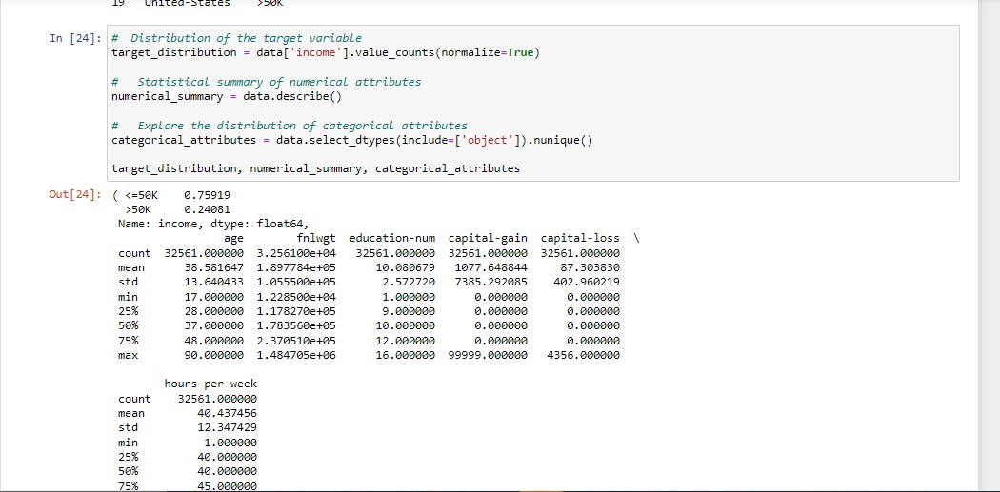 19 United-States >50K
In [24]: # Distribution of the target variable
target_distribution = data['income'].value_counts(normalize=True)
# Statistical summary of numerical attributes
numerical_summary = data.describe()
# Explore the distribution of categorical attributes
categorical_attributes = data.select_dtypes(include=['object']).nunique()
target_distribution, numerical_summary, categorical_attributes
Out[24]: ( <=50K 0.75919
>50K 0.24081
Name: income, dtype: float64,
age fnlwgt education-num capital-gain capital-loss \
count 32561.000000 3.256100e+04 32561.000000 32561.000000 32561.000000
mean 38.581647 1.897784e+05 10.080679 1077.648844 87.303830
std 13.640433 1.055500e+05 2.572720 7385.292085 402.960219
min 17.000000 1.228500e+04 1.000000 0.000000 0.000000
25% 28.000000 1.178270e+05 9.000000 0.000000 0.000000
50% 37.000000 1.783560e+05 10.000000 0.000000 0.000000
75% 48.000000 2.370510e+05 12.000000 0.000000 0.000000
max 90.000000 1.484705e+06 16.000000 99999.000000 4356.000000
hours-per-week
count 32561.000000
mean 40.437456
std 12.347429
min 1.000000
25% 40.000000
50% 40.000000
75% 45.000000